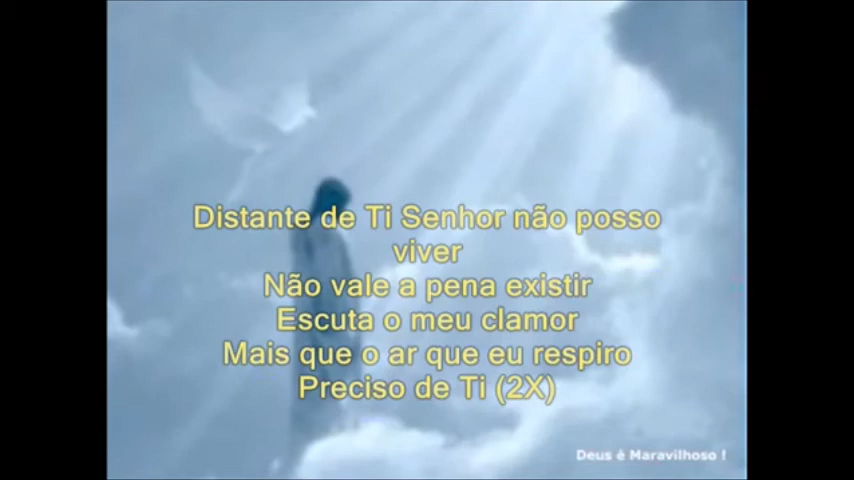 Distante de Ti Senhor não posso
viver
Não vale a pena existir
Escuta o meu clamor
Mais que o ar que eu respiro
Preciso de Ti (2X)
Deus é Maravilhoso !